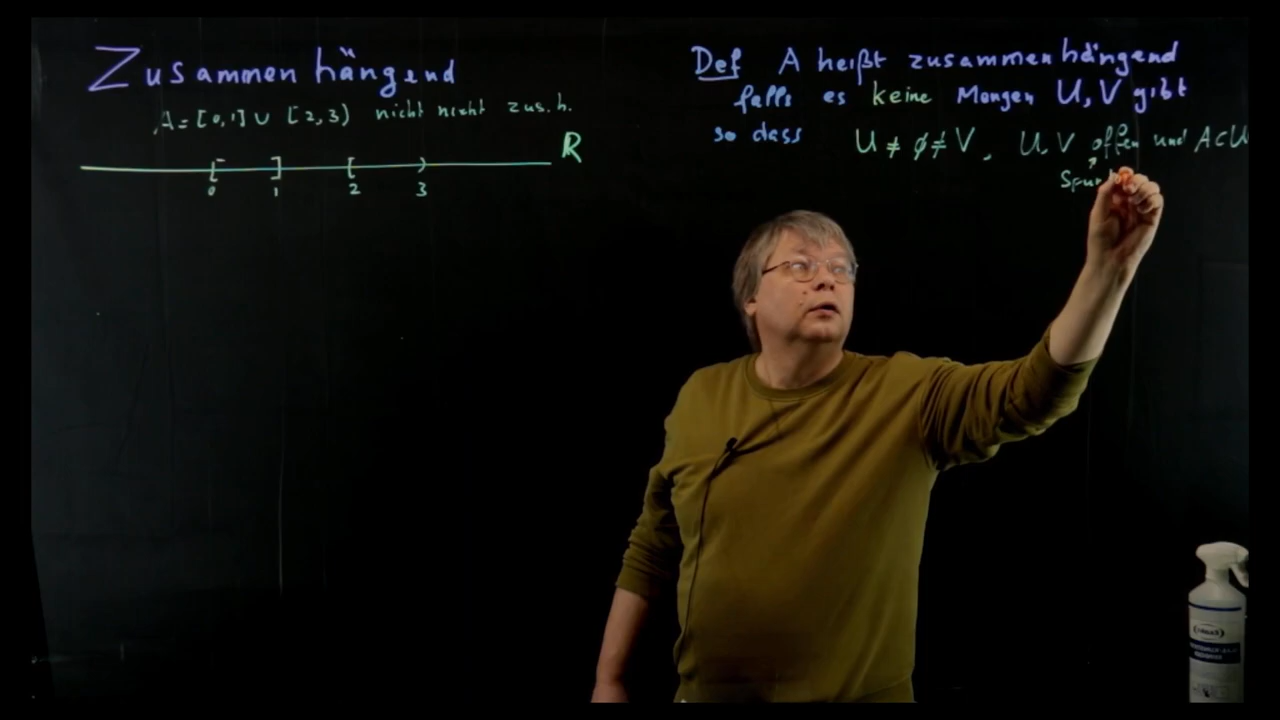 Zusammenhängend
A = [0,1] ∪ [2,3) nicht nicht zus.h.
ℝ
0 1 2 3
Def A heißt zusammenhängend
falls es keine Mengen U, V gibt
so dass U ≠ ∅ ≠ V, U, V offen und A ⊂ U
Spur